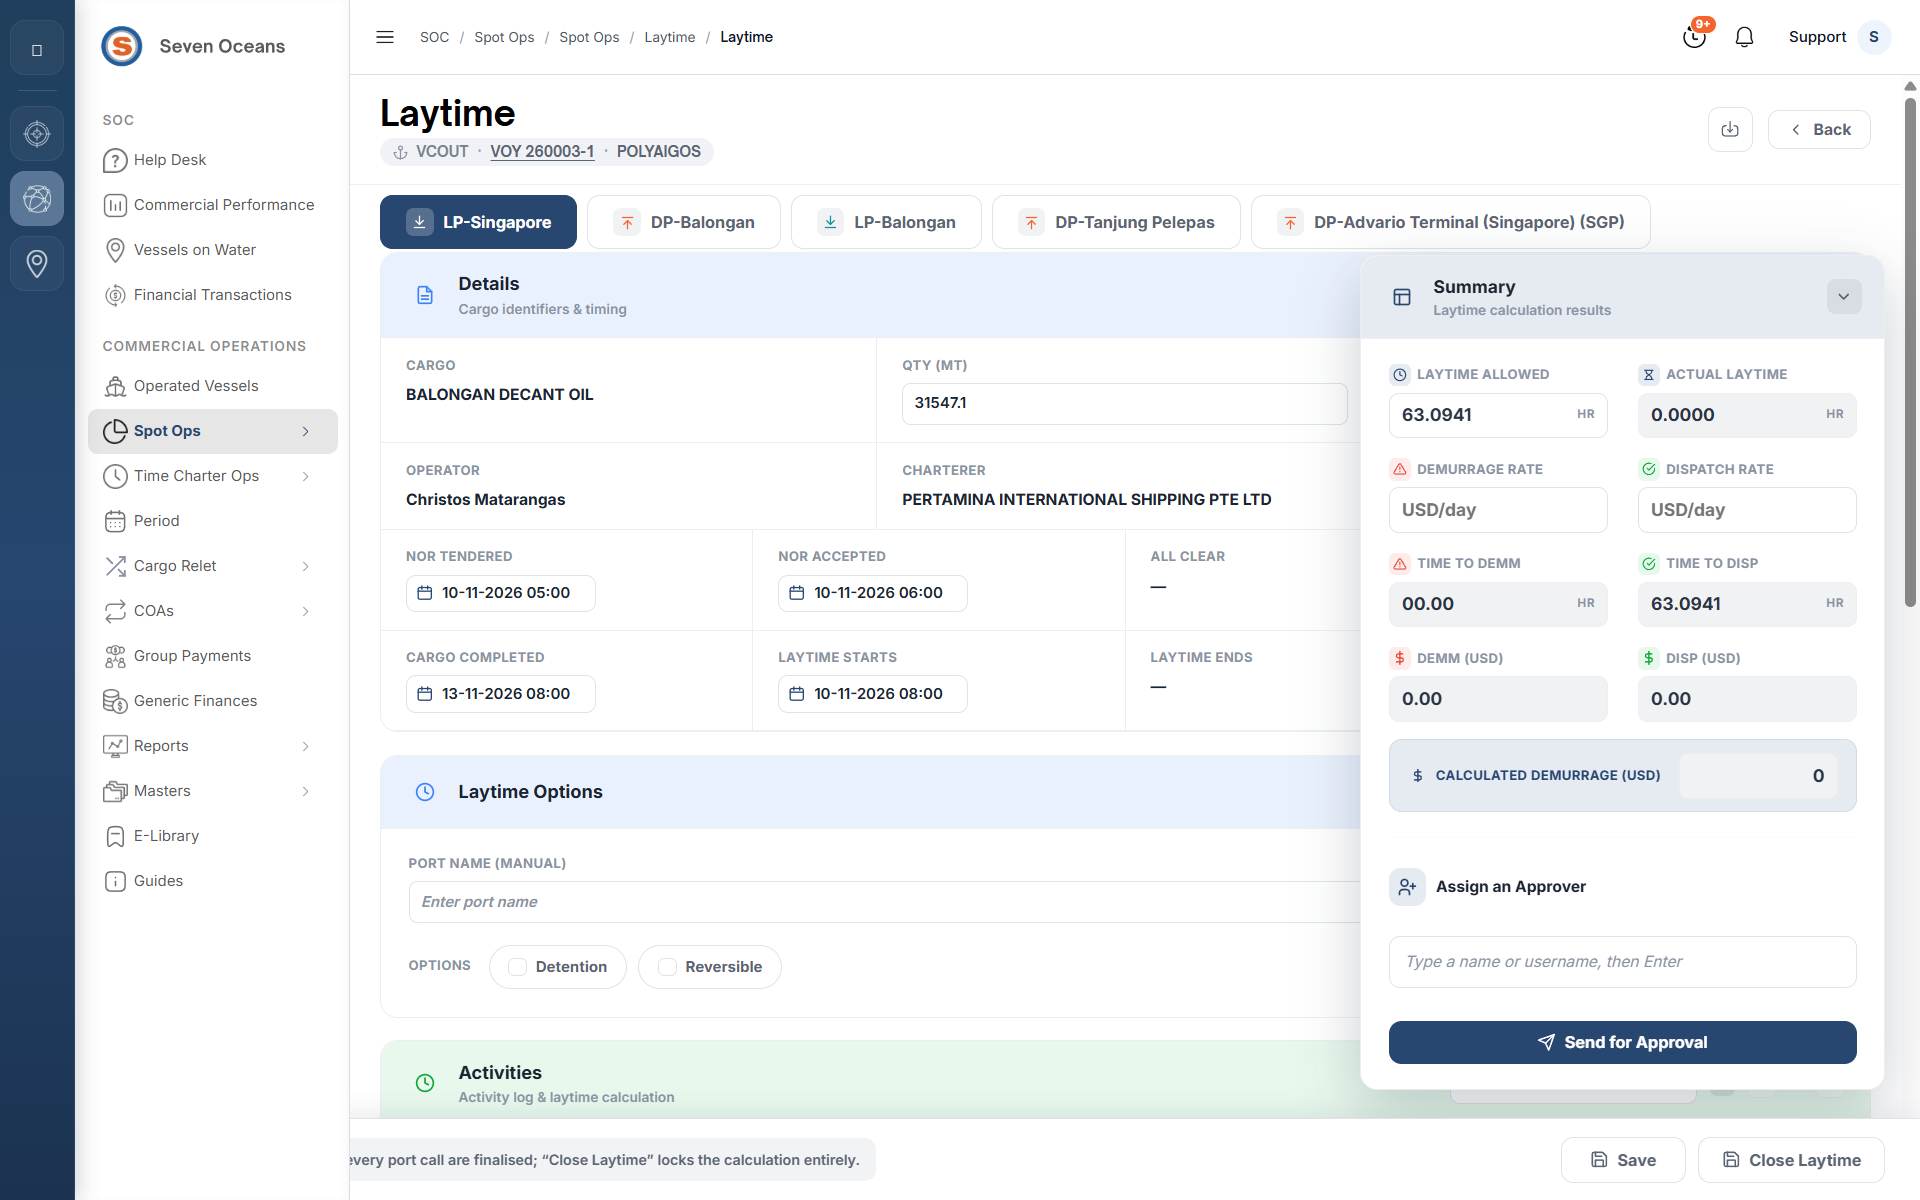 Seven Oceans
SOC
Help Desk
Commercial Performance
Vessels on Water
Financial Transactions
COMMERCIAL OPERATIONS
Operated Vessels
Spot Ops
Time Charter Ops
Period
Cargo Relet
COAs
Group Payments
Generic Finances
Reports
Masters
E-Library
Guides
SOC / Spot Ops / Spot Ops / Laytime / Laytime
9+
Support S
Laytime
VCOUT · VOY 260003-1 · POLYAIGOS
Back
LP-Singapore
DP-Balongan
LP-Balongan
DP-Tanjung Pelepas
DP-Advario Terminal (Singapore) (SGP)
Details
Cargo identifiers & timing
CARGO
BALONGAN DECANT OIL
QTY (MT)
31547.1
OPERATOR
Christos Matarangas
CHARTERER
PERTAMINA INTERNATIONAL SHIPPING PTE LTD
NOR TENDERED
10-11-2026 05:00
NOR ACCEPTED
10-11-2026 06:00
ALL CLEAR
—
CARGO COMPLETED
13-11-2026 08:00
LAYTIME STARTS
10-11-2026 08:00
LAYTIME ENDS
—
Laytime Options
PORT NAME (MANUAL)
Enter port name
OPTIONS
Detention
Reversible
Activities
Activity log & laytime calculation
Summary
Laytime calculation results
LAYTIME ALLOWED
63.0941 HR
ACTUAL LAYTIME
0.0000 HR
DEMURRAGE RATE
USD/day
DISPATCH RATE
USD/day
TIME TO DEMM
00.00 HR
TIME TO DISP
63.0941 HR
DEMM (USD)
0.00
DISP (USD)
0.00
CALCULATED DEMURRAGE (USD) 0
Assign an Approver
Type a name or username, then Enter
Send for Approval
every port call are finalised; “Close Laytime” locks the calculation entirely.
Save
Close Laytime